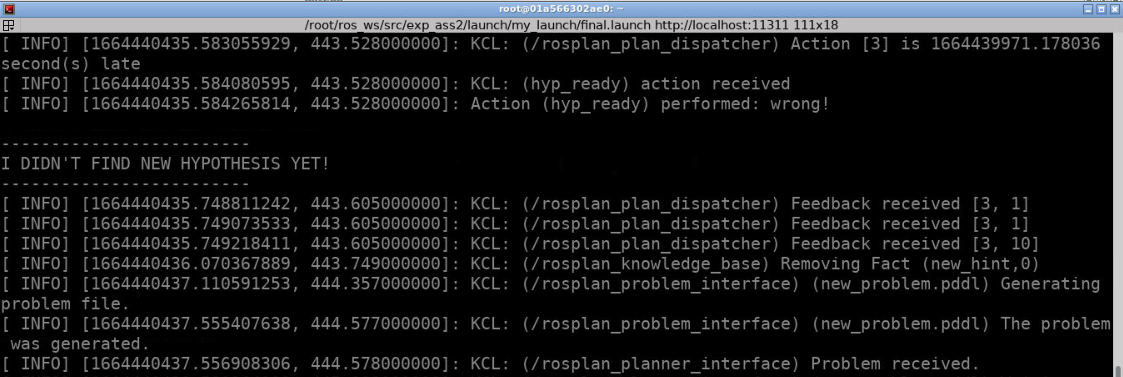 root@01a566302ae0: ~
/root/ros_ws/src/exp_ass2/launch/my_launch/final.launch http://localhost:11311 111x18
[ INFO] [1664440435.583055929, 443.528000000]: KCL: (/rosplan_plan_dispatcher) Action [3] is 1664439971.178036
second(s) late
[ INFO] [1664440435.584080595, 443.528000000]: KCL: (hyp_ready) action received
[ INFO] [1664440435.584265814, 443.528000000]: Action (hyp_ready) performed: wrong!
-------------------------
I DIDN'T FIND NEW HYPOTHESIS YET!
-------------------------
[ INFO] [1664440435.748811242, 443.605000000]: KCL: (/rosplan_plan_dispatcher) Feedback received [3, 1]
[ INFO] [1664440435.749073533, 443.605000000]: KCL: (/rosplan_plan_dispatcher) Feedback received [3, 1]
[ INFO] [1664440435.749218411, 443.605000000]: KCL: (/rosplan_plan_dispatcher) Feedback received [3, 10]
[ INFO] [1664440436.070367889, 443.749000000]: KCL: (/rosplan_knowledge_base) Removing Fact (new_hint,0)
[ INFO] [1664440437.110591253, 444.357000000]: KCL: (/rosplan_problem_interface) (new_problem.pddl) Generating
problem file.
[ INFO] [1664440437.555407638, 444.577000000]: KCL: (/rosplan_problem_interface) (new_problem.pddl) The problem
was generated.
[ INFO] [1664440437.556908306, 444.578000000]: KCL: (/rosplan_planner_interface) Problem received.